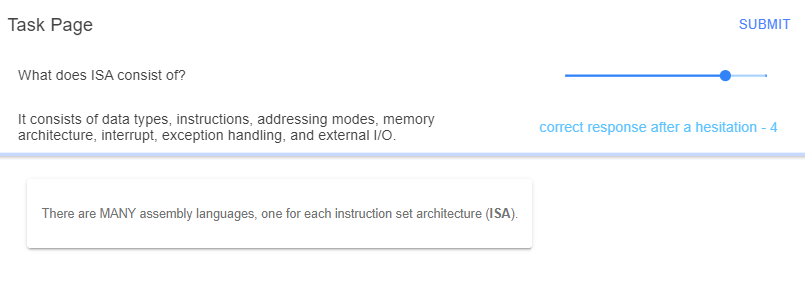 Task Page
SUBMIT
What does ISA consist of?
It consists of data types, instructions, addressing modes, memory
architecture, interrupt, exception handling, and external I/O.
correct response after a hesitation - 4
There are MANY assembly languages, one for each instruction set architecture (ISA).